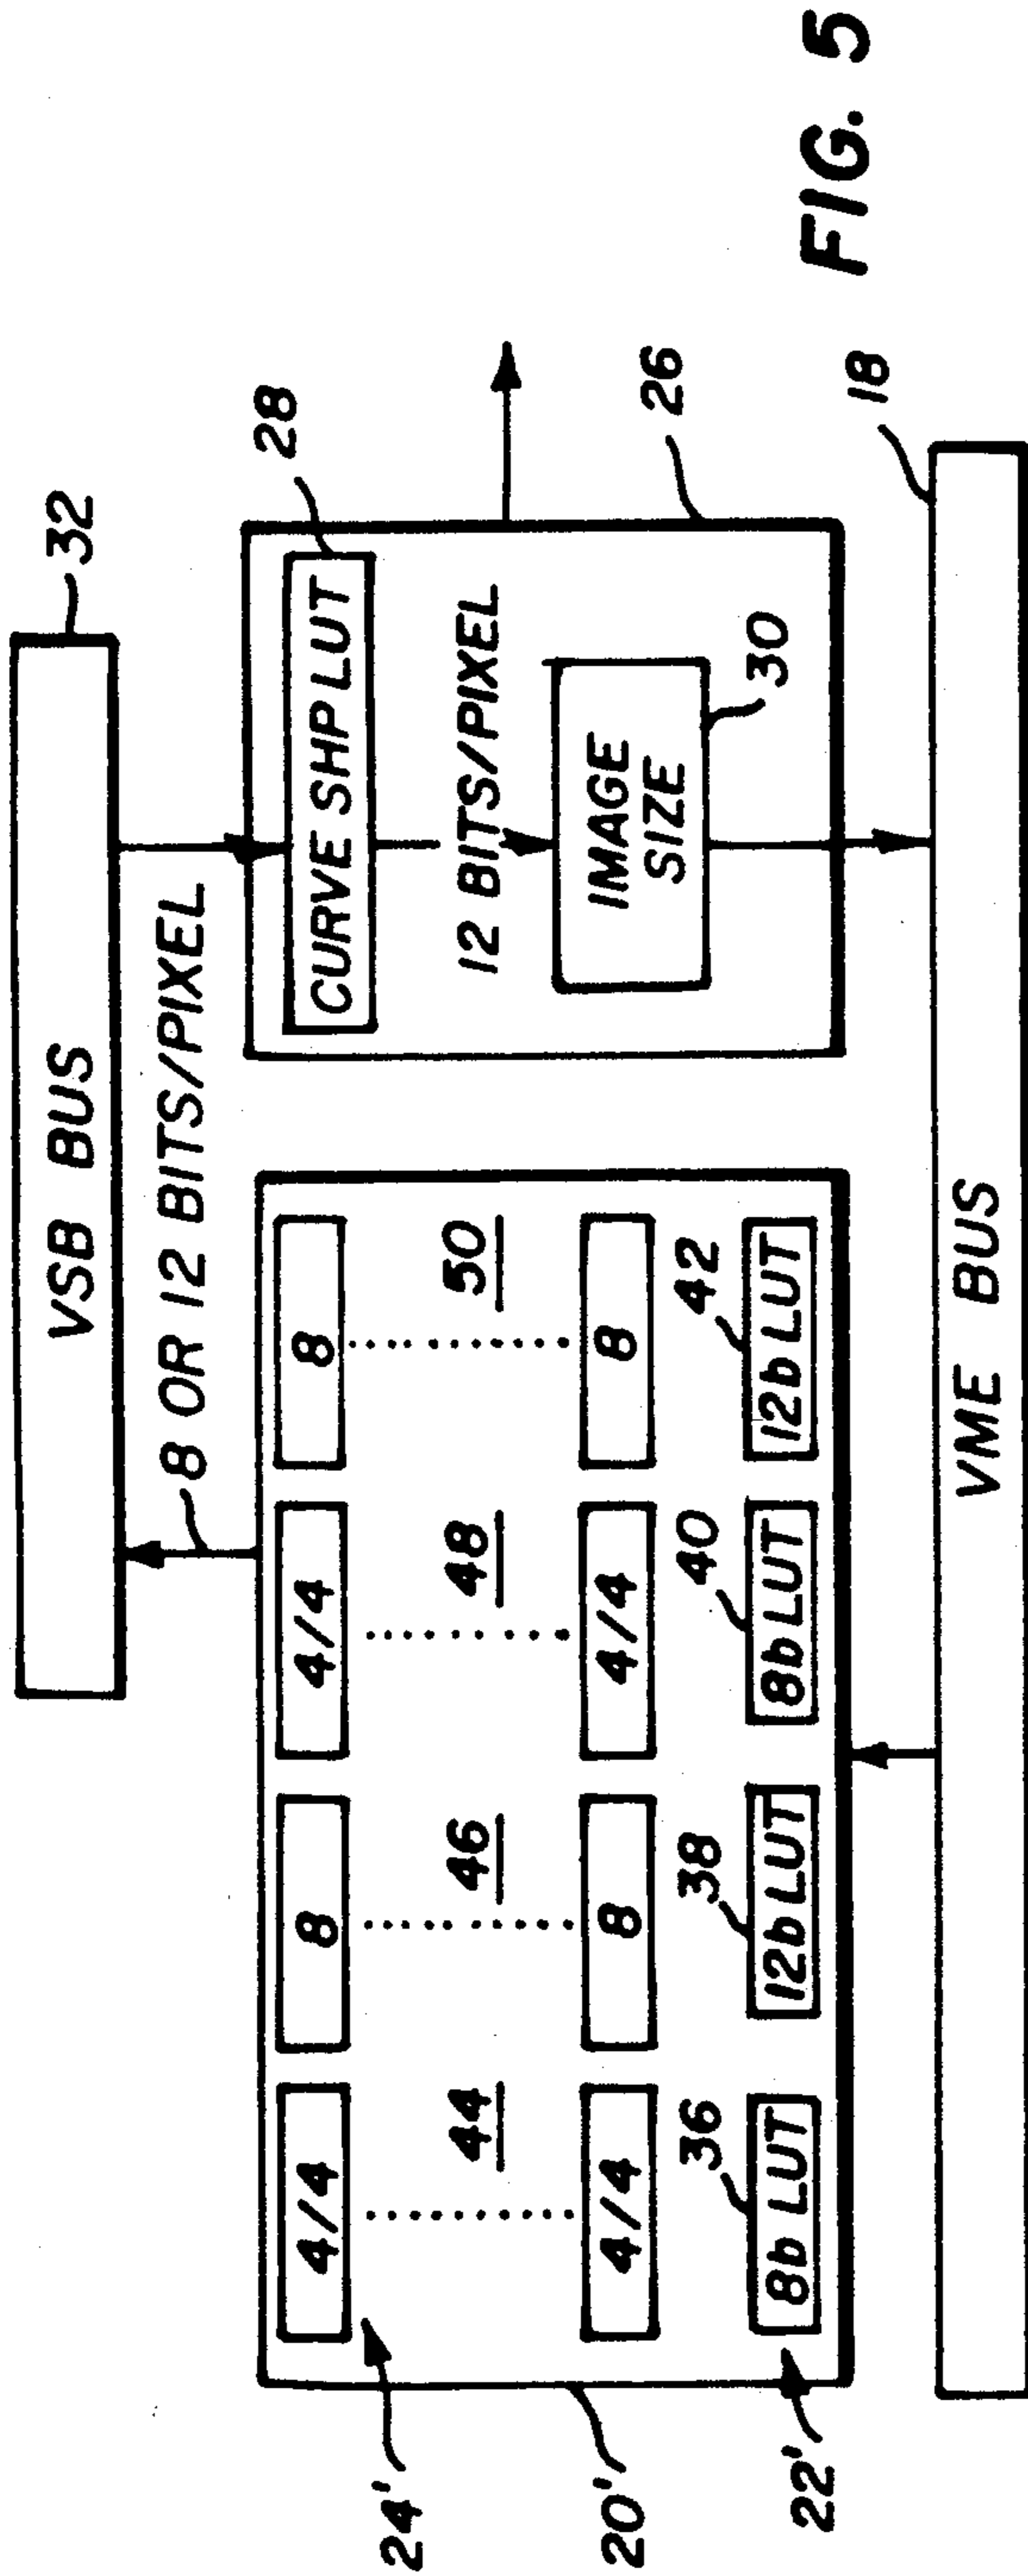 VSB BUS
32
8 OR 12 BITS/PIXEL
4/4
8
4/4
8
CURVE SHP LUT
28
24'
44
46
48
50
12 BITS/PIXEL
20'
4/4
8
4/4
8
IMAGE
SIZE
30
26
36
38
40
42
22'
8b LUT
12b LUT
8b LUT
12b LUT
18
VME BUS
FIG. 5